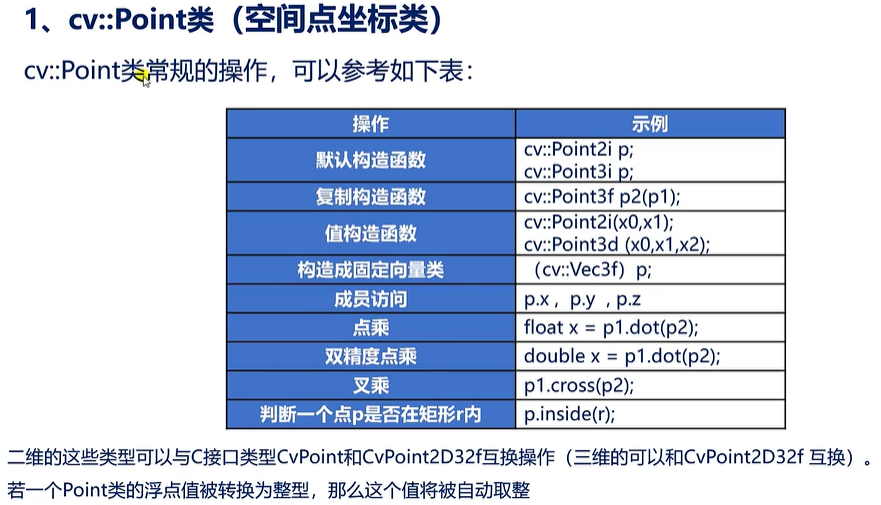 1、cv::Point类（空间点坐标类）
cv::Point类常规的操作，可以参考如下表：
操作 示例
默认构造函数 cv::Point2i p;
cv::Point3i p;
复制构造函数 cv::Point3f p2(p1);
值构造函数 cv::Point2i(x0,x1);
cv::Point3d (x0,x1,x2);
构造成固定向量类 （cv::Vec3f）p;
成员访问 p.x ，p.y ，p.z
点乘 float x = p1.dot(p2);
双精度点乘 double x = p1.dot(p2);
叉乘 p1.cross(p2);
判断一个点p是否在矩形r内 p.inside(r);
二维的这些类型可以与C接口类型CvPoint和CvPoint2D32f互换操作（三维的可以和CvPoint2D32f 互换）。
若一个Point类的浮点值被转换为整型，那么这个值将被自动取整